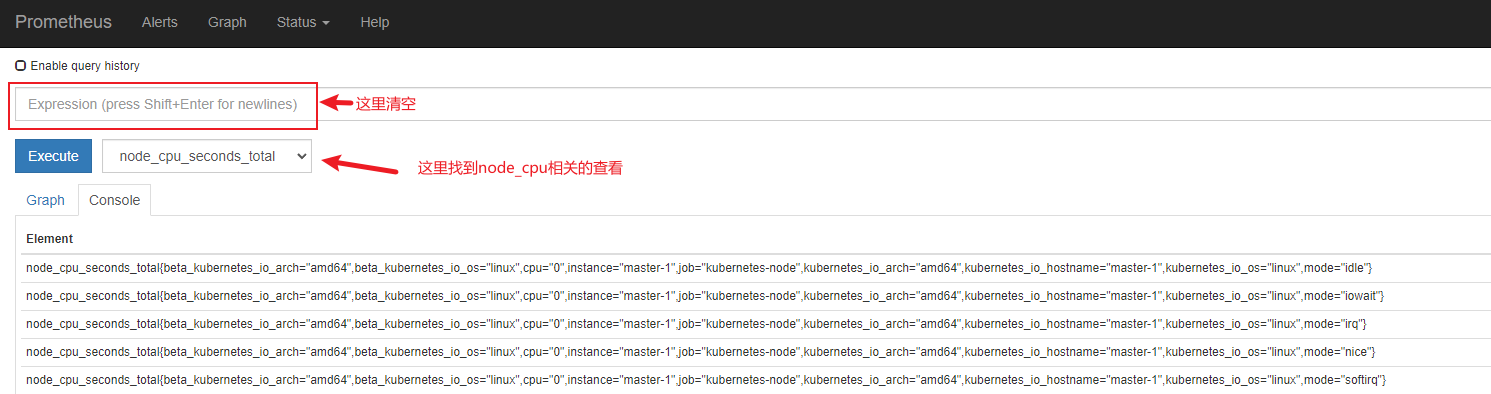 Prometheus Alerts Graph Status Help
Enable query history
Expression (press Shift+Enter for newlines)
这里清空
Execute node_cpu_seconds_total
这里找到node_cpu相关的查看
Graph Console
Element
node_cpu_seconds_total{beta_kubernetes_io_arch="amd64",beta_kubernetes_io_os="linux",cpu="0",instance="master-1",job="kubernetes-node",kubernetes_io_arch="amd64",kubernetes_io_hostname="master-1",kubernetes_io_os="linux",mode="idle"}
node_cpu_seconds_total{beta_kubernetes_io_arch="amd64",beta_kubernetes_io_os="linux",cpu="0",instance="master-1",job="kubernetes-node",kubernetes_io_arch="amd64",kubernetes_io_hostname="master-1",kubernetes_io_os="linux",mode="iowait"}
node_cpu_seconds_total{beta_kubernetes_io_arch="amd64",beta_kubernetes_io_os="linux",cpu="0",instance="master-1",job="kubernetes-node",kubernetes_io_arch="amd64",kubernetes_io_hostname="master-1",kubernetes_io_os="linux",mode="irq"}
node_cpu_seconds_total{beta_kubernetes_io_arch="amd64",beta_kubernetes_io_os="linux",cpu="0",instance="master-1",job="kubernetes-node",kubernetes_io_arch="amd64",kubernetes_io_hostname="master-1",kubernetes_io_os="linux",mode="nice"}
node_cpu_seconds_total{beta_kubernetes_io_arch="amd64",beta_kubernetes_io_os="linux",cpu="0",instance="master-1",job="kubernetes-node",kubernetes_io_arch="amd64",kubernetes_io_hostname="master-1",kubernetes_io_os="linux",mode="softirq"}